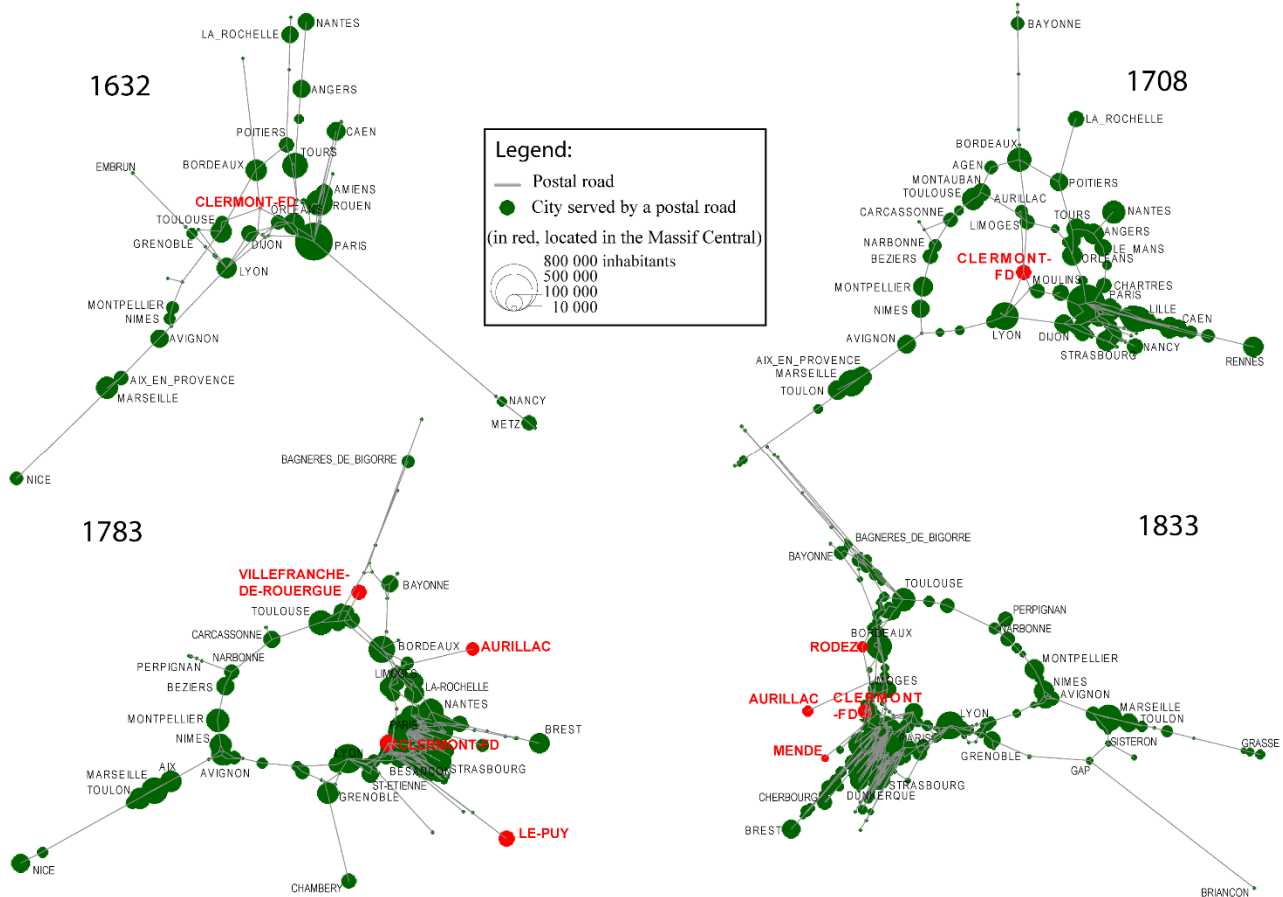 1632
NANTES
LA_ROCHELLE
ANGERS
CAEN
POITIERS
TOURS
EMBRUN
BORDEAUX
AMIENS
CLERMONT-FD
ROUEN
ORLEANS
TOULOUSE
GRENOBLE
DIJON
PARIS
LYON
MONTPELLIER
NIMES
AVIGNON
AIX_EN_PROVENCE
MARSEILLE
NANCY
METZ
NICE
Legend:
Postal road
City served by a postal road
(in red, located in the Massif Central)
800 000 inhabitants
500 000
100 000
10 000
1708
BAYONNE
LA_ROCHELLE
BORDEAUX
AGEN
MONTAUBAN
POITIERS
TOULOUSE
AURILLAC
CARCASSONNE
LIMOGES
TOURS
NANTES
ANGERS
NARBONNE
LE_MANS
BEZIERS
ORLEANS
CLERMONT-
FD
MOULINS
CHARTRES
MONTPELLIER
PARIS
NIMES
LILLE
CAEN
AVIGNON
LYON
DIJON
STRASBOURG
NANCY
RENNES
AIX_EN_PROVENCE
MARSEILLE
TOULON
1783
BAGNERES_DE_BIGORRE
VILLEFRANCHE-
DE-ROUERGUE
BAYONNE
TOULOUSE
CARCASSONNE
BORDEAUX
AURILLAC
NARBONNE
PERPIGNAN
LIMOGES
BEZIERS
LA-ROCHELLE
NANTES
MONTPELLIER
PARIS
BREST
NIMES
CLERMONT-FD
LYON
AIX
AVIGNON
BESANCON
STRASBOURG
MARSEILLE
ST-ETIENNE
TOULON
GRENOBLE
LE-PUY
NICE
CHAMBERY
1833
BAGNERES_DE_BIGORRE
BAYONNE
TOULOUSE
PERPIGNAN
NARBONNE
BORDEAUX
RODEZ
MONTPELLIER
LIMOGES
NIMES
AURILLAC
CLERMONT
-FD
AVIGNON
MARSEILLE
LYON
TOULON
PARIS
MENDE
SISTERON
GRENOBLE
GRASSE
GAP
STRASBOURG
CHERBOURG
DUNKERQUE
BREST
BRIANCON